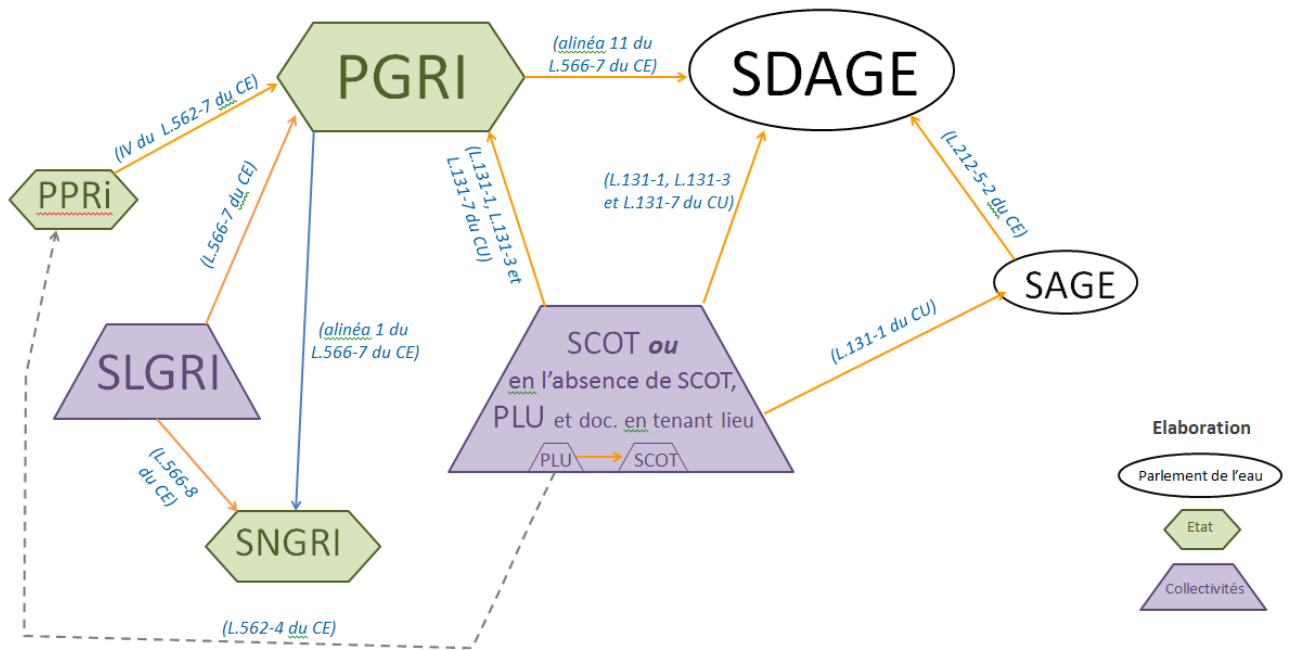 PGRI
(alinéa 11 du
L.566-7 du CE)
SDAGE
(IV du L.562-7 du CE)
PPRi
(L.566-7 du CE)
(L.131-1, L.131-3 et
L.131-7 du CU)
(L.131-1, L.131-3
et L.131-7 du CU)
(L.212-5-2 du CE)
SAGE
(alinéa 1 du
L.566-7 du CE)
(L.131-1 du CU)
SLGRI
SCOT ou
en l'absence de SCOT,
PLU et doc. en tenant lieu
PLU
SCOT
(L.566-8
du CE)
SNGRI
(L.562-4 du CE)
Elaboration
Parlement de l'eau
Etat
Collectivités